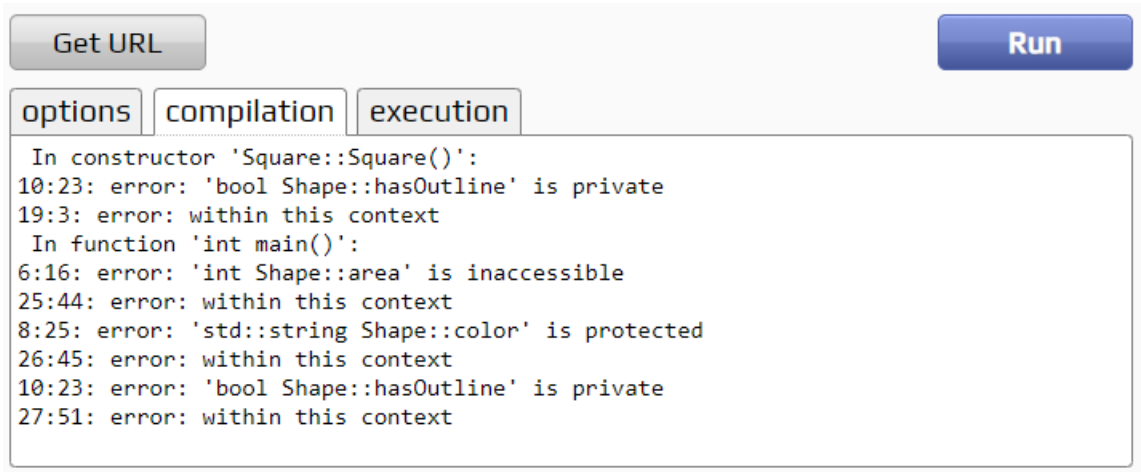 Get URL
Run
options compilation execution
In constructor 'Square::Square()':
10:23: error: 'bool Shape::hasOutline' is private
19:3: error: within this context
In function 'int main()':
6:16: error: 'int Shape::area' is inaccessible
25:44: error: within this context
8:25: error: 'std::string Shape::color' is protected
26:45: error: within this context
10:23: error: 'bool Shape::hasOutline' is private
27:51: error: within this context